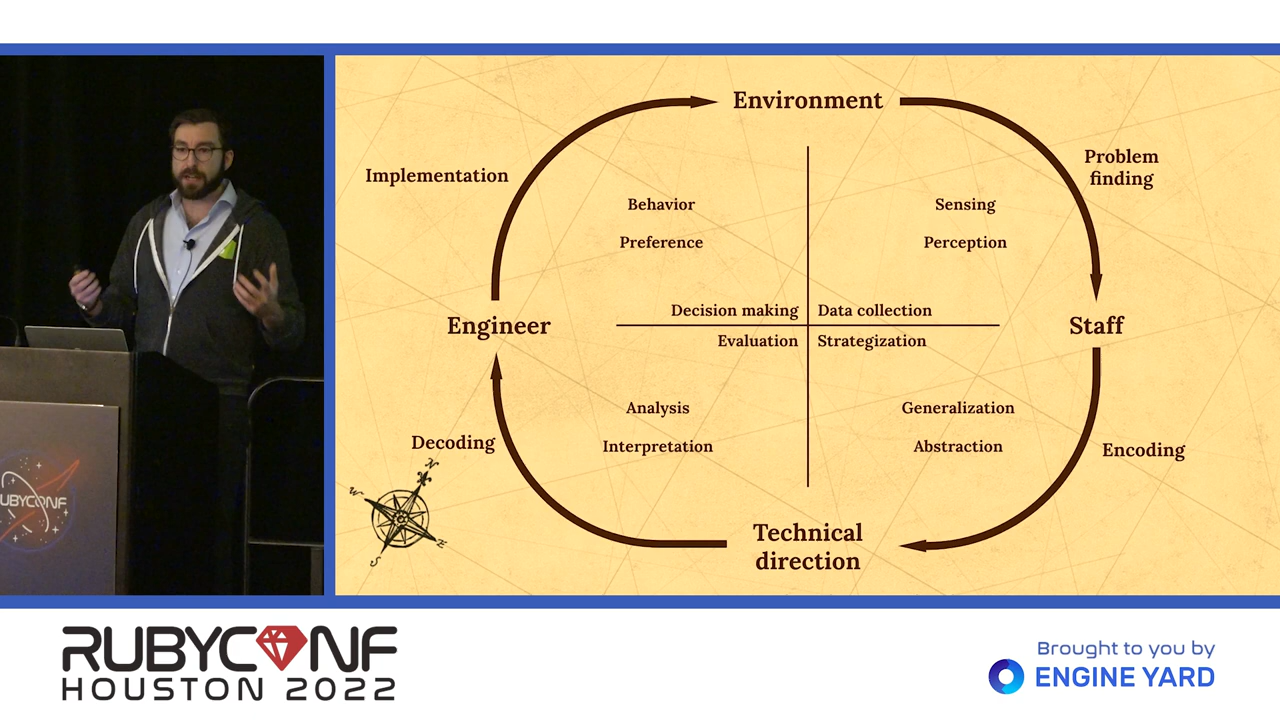 Environment
Implementation
Problem
finding
Behavior
Sensing
Preference
Perception
Decision making
Data collection
Engineer
Staff
Evaluation
Strategization
Analysis
Generalization
Decoding
Interpretation
Abstraction
Encoding
N
W
E
S
Technical
direction
UBYCONF
RUBYCONF
HOUSTON 2022
Brought to you by
ENGINE YARD